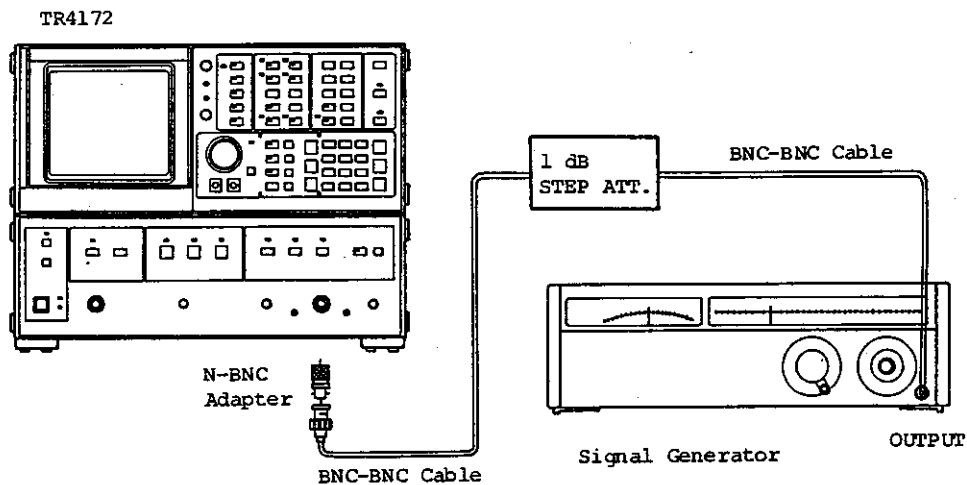 TR4172
1 dB
STEP ATT.
BNC-BNC Cable
N-BNC
Adapter
BNC-BNC Cable
Signal Generator
OUTPUT